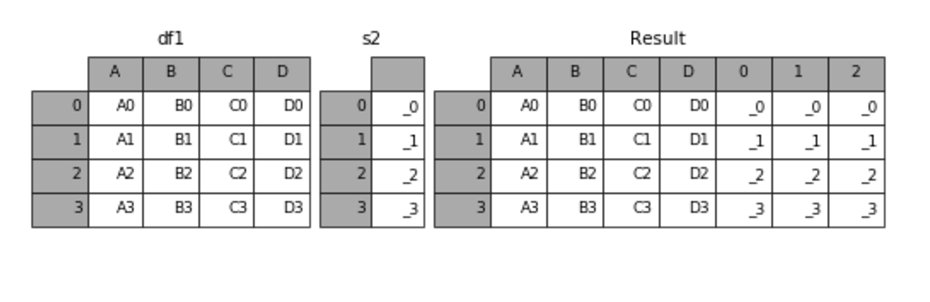 df1 s2 Result
A B C D A B C D 0 1 2
0 A0 B0 C0 D0 0 _0 0 A0 B0 C0 D0 _0 _0 _0
1 A1 B1 C1 D1 1 _1 1 A1 B1 C1 D1 _1 _1 _1
2 A2 B2 C2 D2 2 _2 2 A2 B2 C2 D2 _2 _2 _2
3 A3 B3 C3 D3 3 _3 3 A3 B3 C3 D3 _3 _3 _3